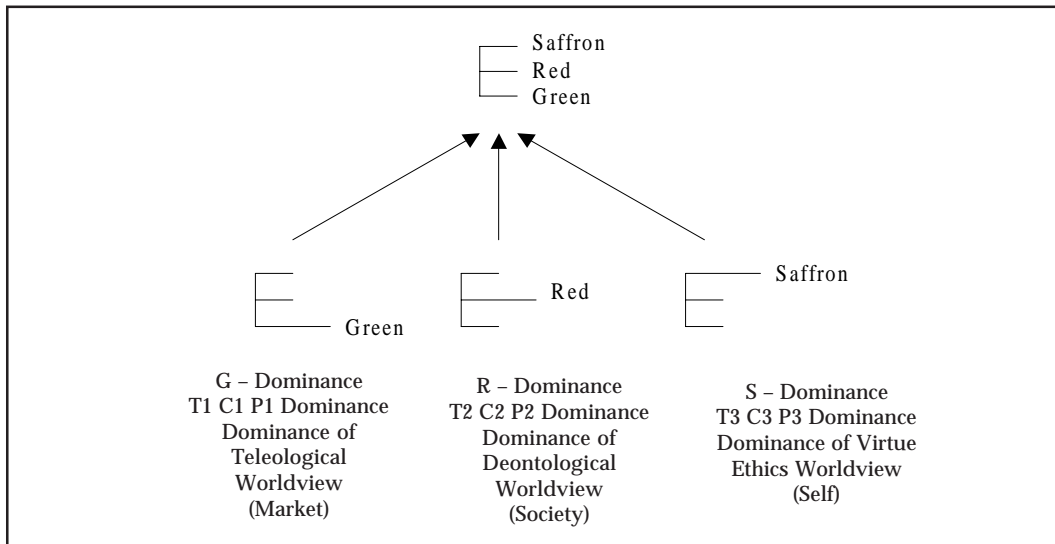 Saffron
Red
Green
Green
Red
Saffron
G – Dominance
T1 C1 P1 Dominance
Dominance of
Teleological
Worldview
(Market)
R – Dominance
T2 C2 P2 Dominance
Dominance of
Deontological
Worldview
(Society)
S – Dominance
T3 C3 P3 Dominance
Dominance of Virtue
Ethics Worldview
(Self)